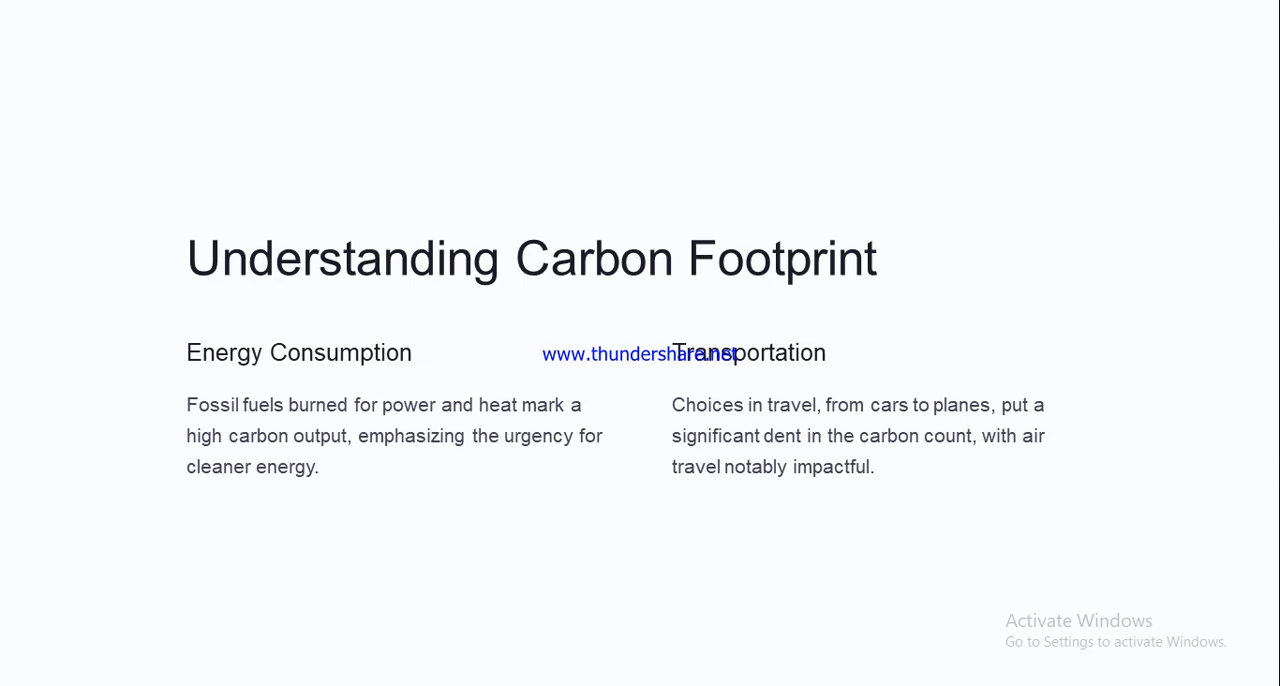 Understanding Carbon Footprint
Energy Consumption
Fossil fuels burned for power and heat mark a
high carbon output, emphasizing the urgency for
cleaner energy.
www.thundershare.net
Transportation
Choices in travel, from cars to planes, put a
significant dent in the carbon count, with air
travel notably impactful.
Activate Windows
Go to Settings to activate Windows.